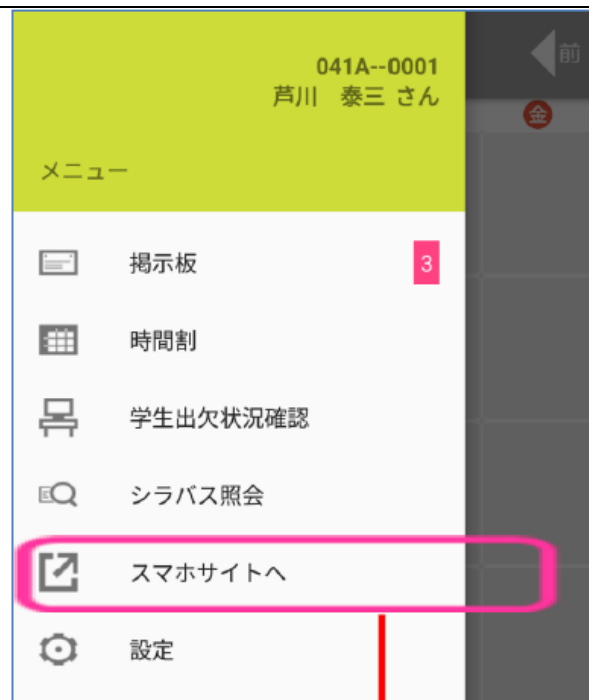 041A--0001
芦川　泰三 さん
前
金
メニュー
掲示板
3
時間割
学生出欠状況確認
シラバス照会
スマホサイトへ
設定